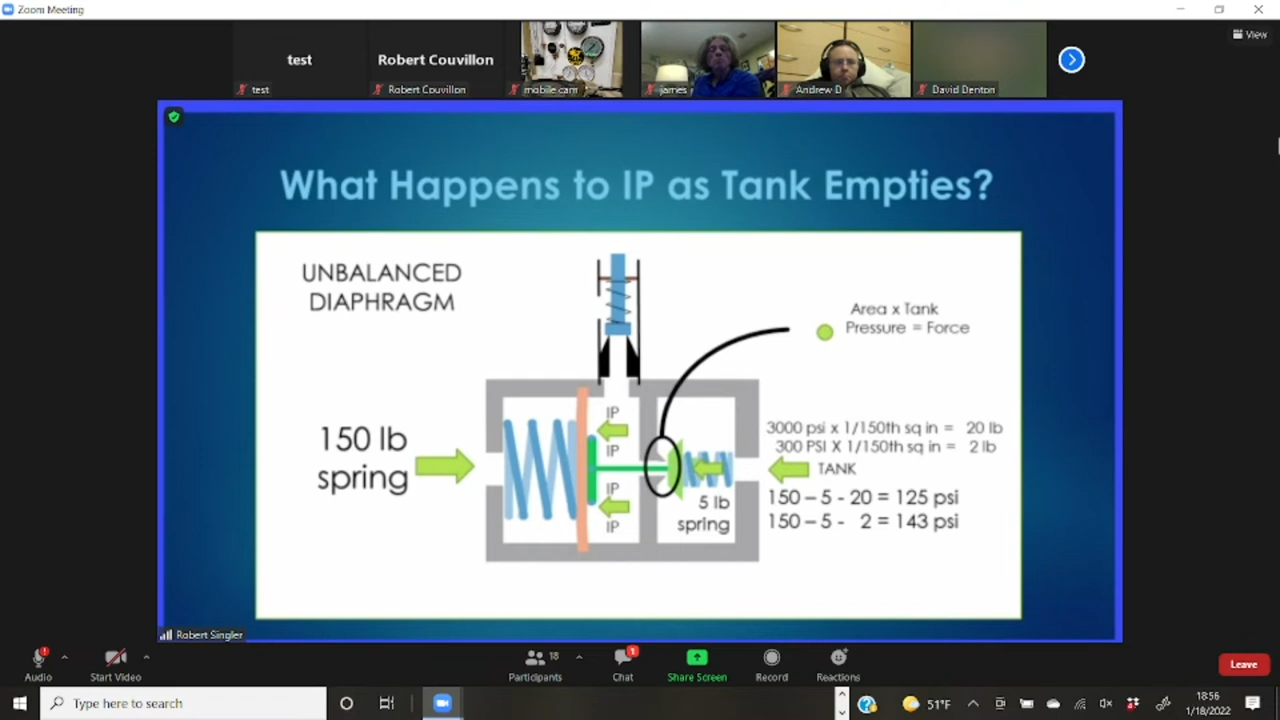 Zoom Meeting
View
test
Robert Couvillon
test
Robert Couvillon
mobile cam
james
Andrew D
David Denton
What Happens to IP as Tank Empties?
UNBALANCED
DIAPHRAGM
Area x Tank
Pressure = Force
150 lb
spring
IP
IP
IP
IP
5 lb
spring
3000 psi x 1/150th sq in = 20 lb
300 PSI X 1/150th sq in = 2 lb
TANK
150 – 5 - 20 = 125 psi
150 – 5 - 2 = 143 psi
Robert Singler
Audio
Start Video
18
Participants
1
Chat
Share Screen
Record
Reactions
Leave
Type here to search
51°F
18:56
1/18/2022